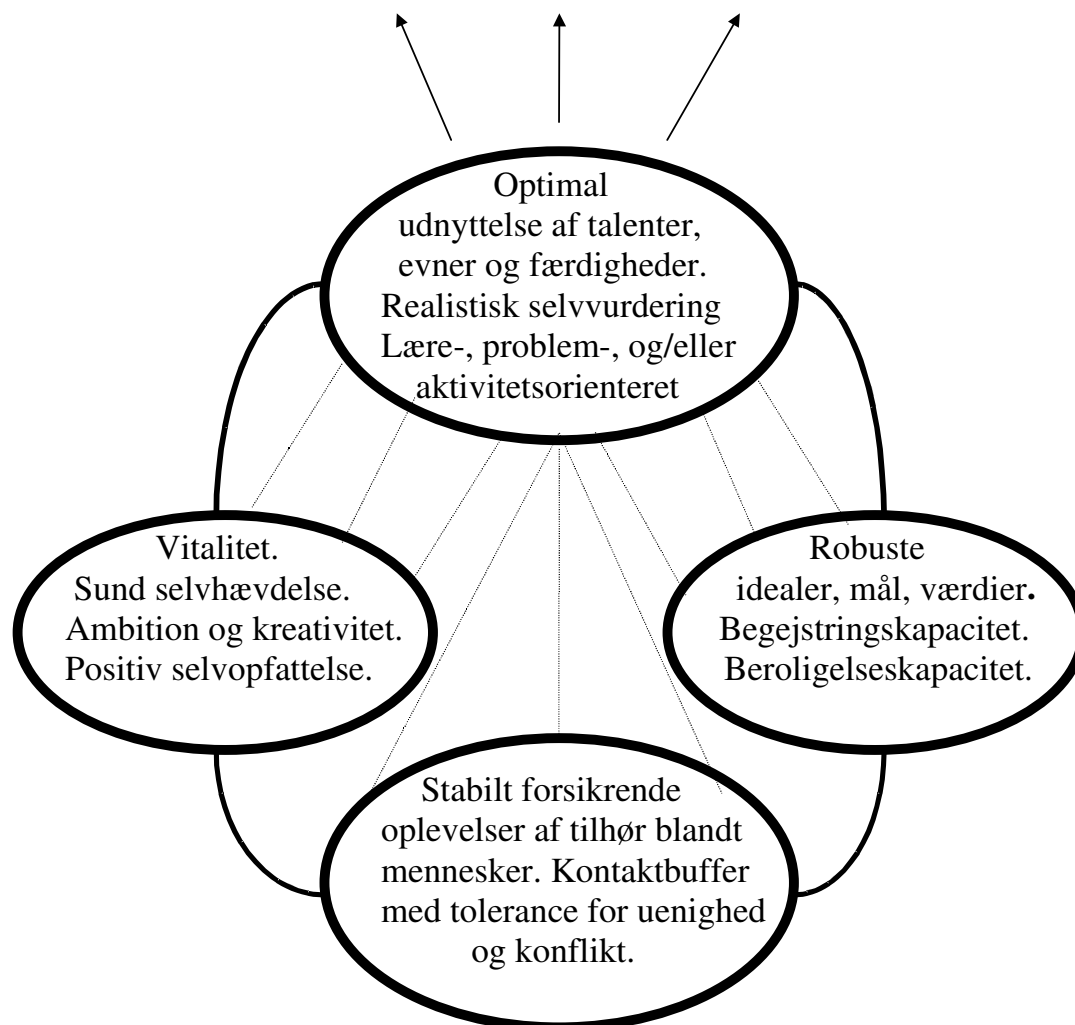 Optimal
udnyttelse af talenter,
evner og færdigheder.
Realistisk selvvurdering
Lære-, problem-, og/eller
aktivitetsorienteret
Vitalitet.
Sund selvhævdelse.
Ambition og kreativitet.
Positiv selvopfattelse.
Robuste
idealer, mål, værdier.
Begejstringskapacitet.
Beroligelseskapacitet.
Stabilt forsikrende
oplevelser af tilhør blandt
mennesker. Kontaktbuffer
med tolerance for uenighed
og konflikt.